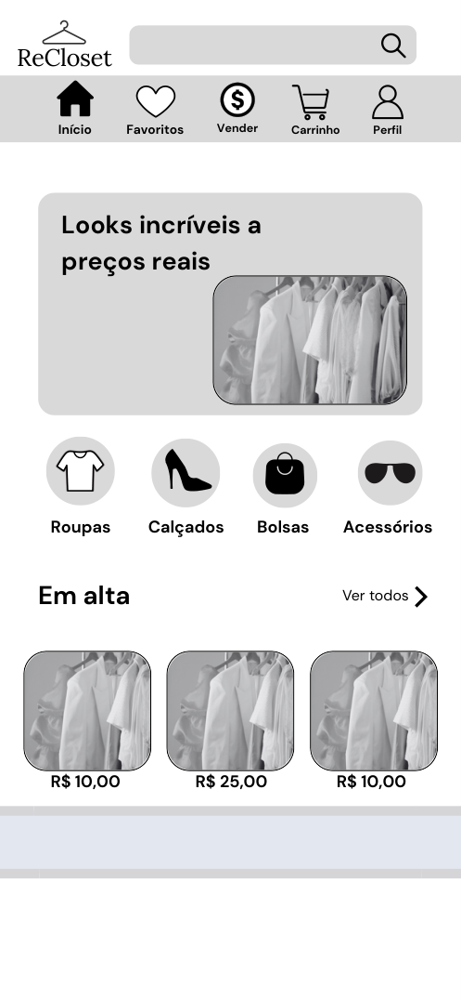 ReCloset
Início
Favoritos
Vender
Carrinho
Perfil
Looks incríveis a
preços reais
Roupas
Calçados
Bolsas
Acessórios
Em alta
Ver todos
R$ 10,00
R$ 25,00
R$ 10,00